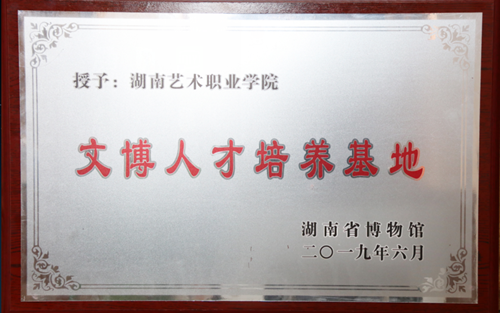 授予：湖南艺术职业学院
文博人才培养基地
湖南省博物馆
二〇一九年六月